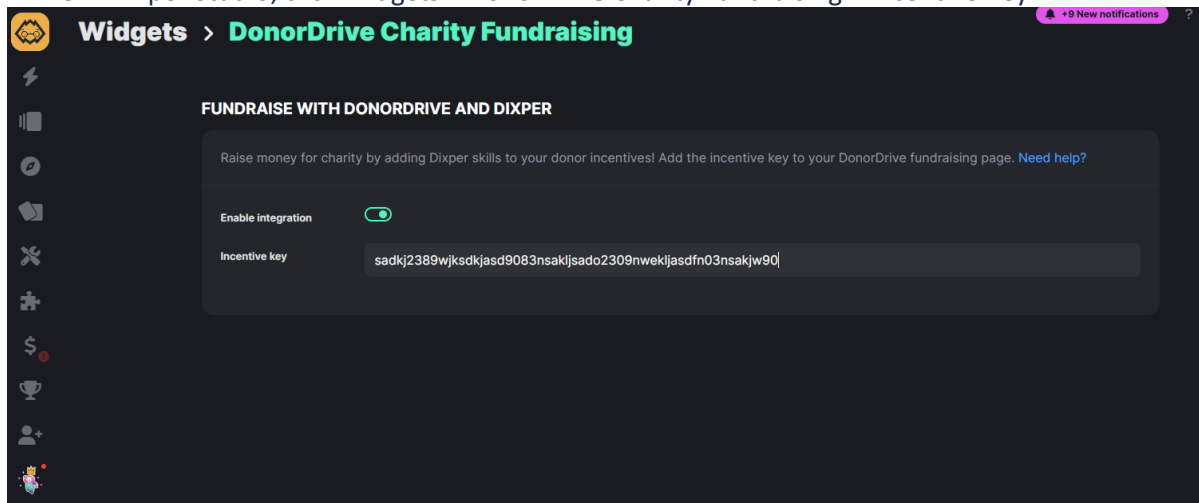 +9 New notifications
?
Widgets > DonorDrive Charity Fundraising
FUNDRAISE WITH DONORDRIVE AND DIXPER
Raise money for charity by adding Dixper skills to your donor incentives! Add the incentive key to your DonorDrive fundraising page. Need help?
Enable integration
Incentive key
sadkj2389wjksdkjasd9083nsakljsado2309nwekljasdfn03nsakjw90